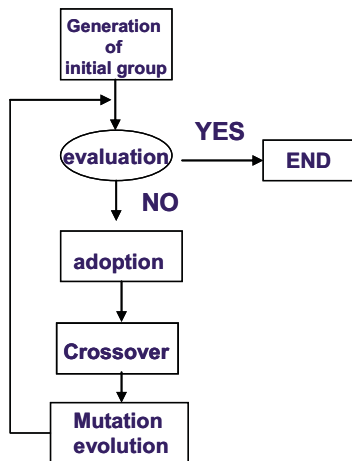 Generation
of
initial group
evaluation
YES
END
NO
adoption
Crossover
Mutation
evolution